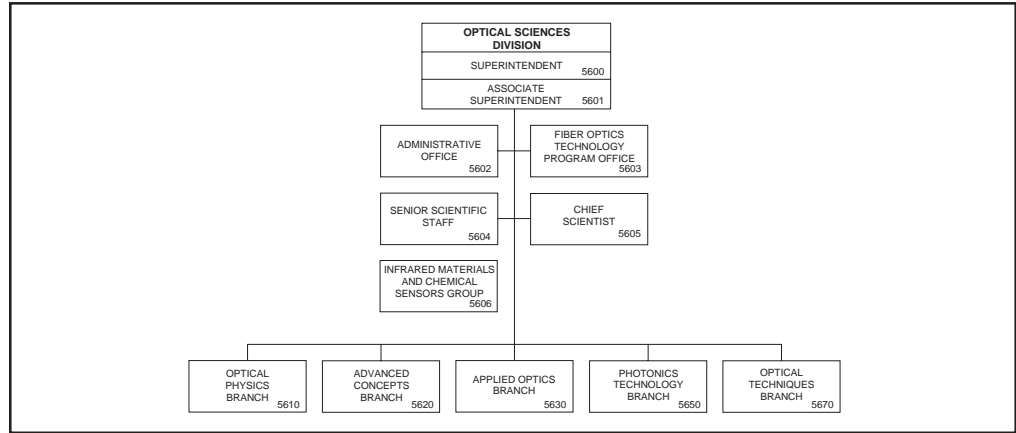 OPTICAL SCIENCES
DIVISION
SUPERINTENDENT
5600
ASSOCIATE
SUPERINTENDENT 5601
ADMINISTRATIVE
OFFICE
5602
FIBER OPTICS
TECHNOLOGY
PROGRAM OFFICE
5603
SENIOR SCIENTIFIC
STAFF
5604
CHIEF
SCIENTIST
5605
INFRARED MATERIALS
AND CHEMICAL
SENSORS GROUP
5606
OPTICAL
PHYSICS
BRANCH
5610
ADVANCED
CONCEPTS
BRANCH
5620
APPLIED OPTICS
BRANCH
5630
PHOTONICS
TECHNOLOGY
BRANCH
5650
OPTICAL
TECHNIQUES
BRANCH
5670